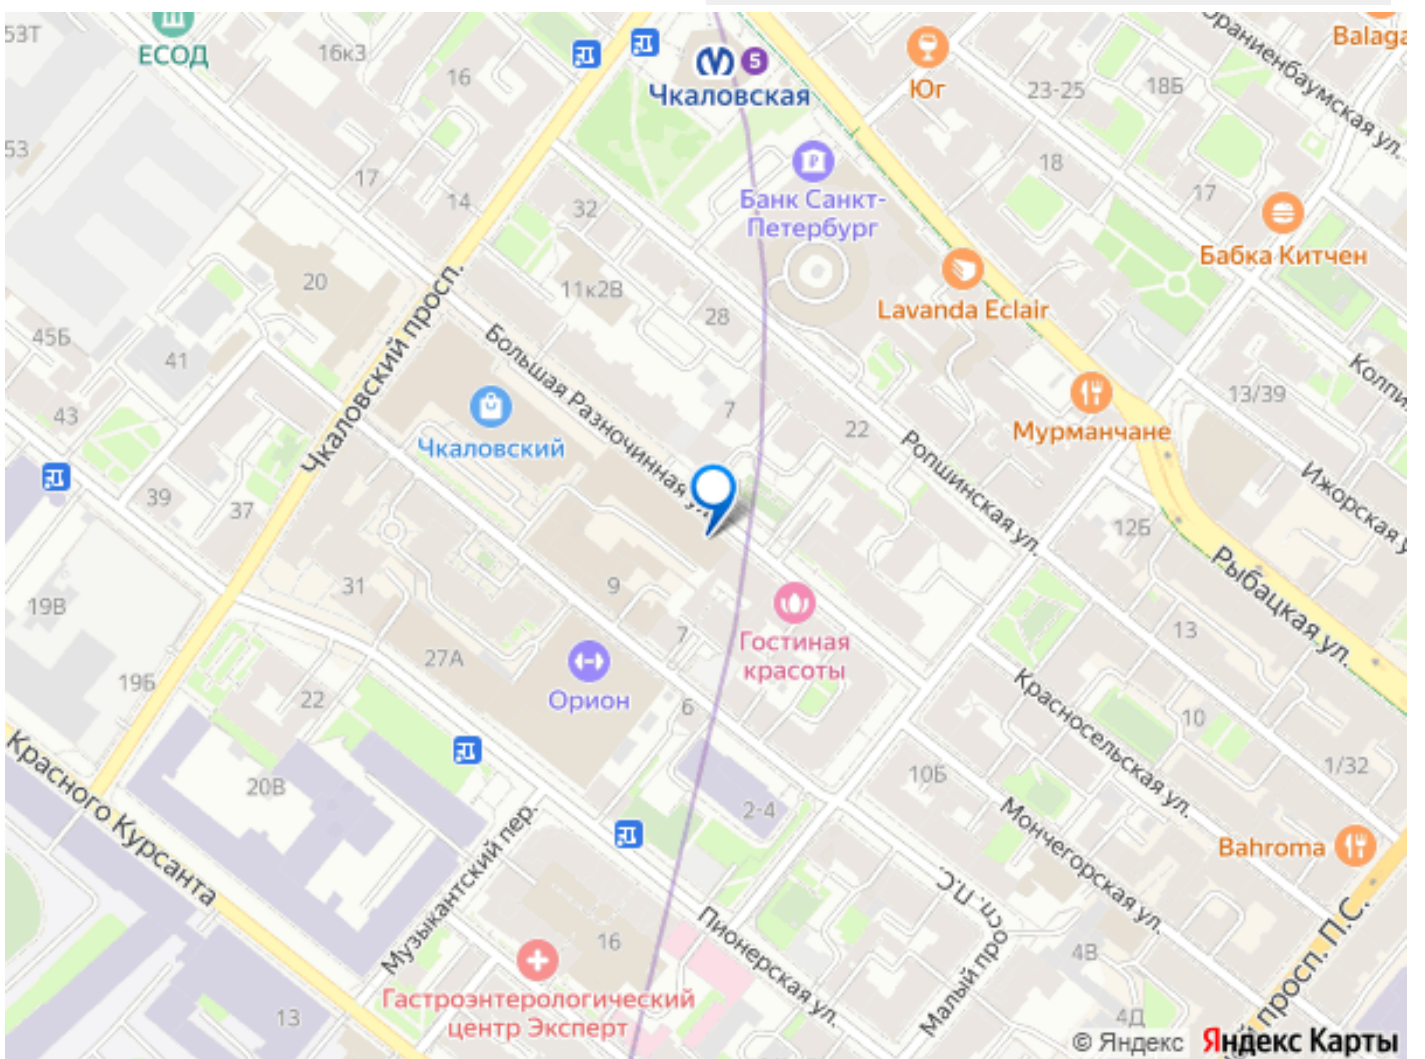 53Т
ЕСОД
16к3
16
5
Чкаловская
Юг
23-25
18Б
Ораниенбаумская ул.
Balaga
53
17
14
32
Банк Санкт-
Петербург
18
17
Бабка Китчен
20
11к2В
28
Lavanda Eclair
45Б
41
Чкаловский просп.
Большая Разночинная ул.
7
22
Мурманчане
13/39
Колпи
43
Чкаловский
Ропшинская ул.
Ижорская у
39
37
12Б
Рыбацкая ул.
19В
31
9
7
Гостиная
красоты
13
27А
Орион
19Б
22
6
Красносельская ул.
10
1/32
Красного Курсанта
20В
2-4
10Б
Мончегорская ул.
Bahroma
Музыкантский пер.
Пионерская ул.
Малый просп. П.С.
й просп. П.С.
16
4В
Гастроэнтерологический
центр Эксперт
13
4Д
© Яндекс Яндекс Карты